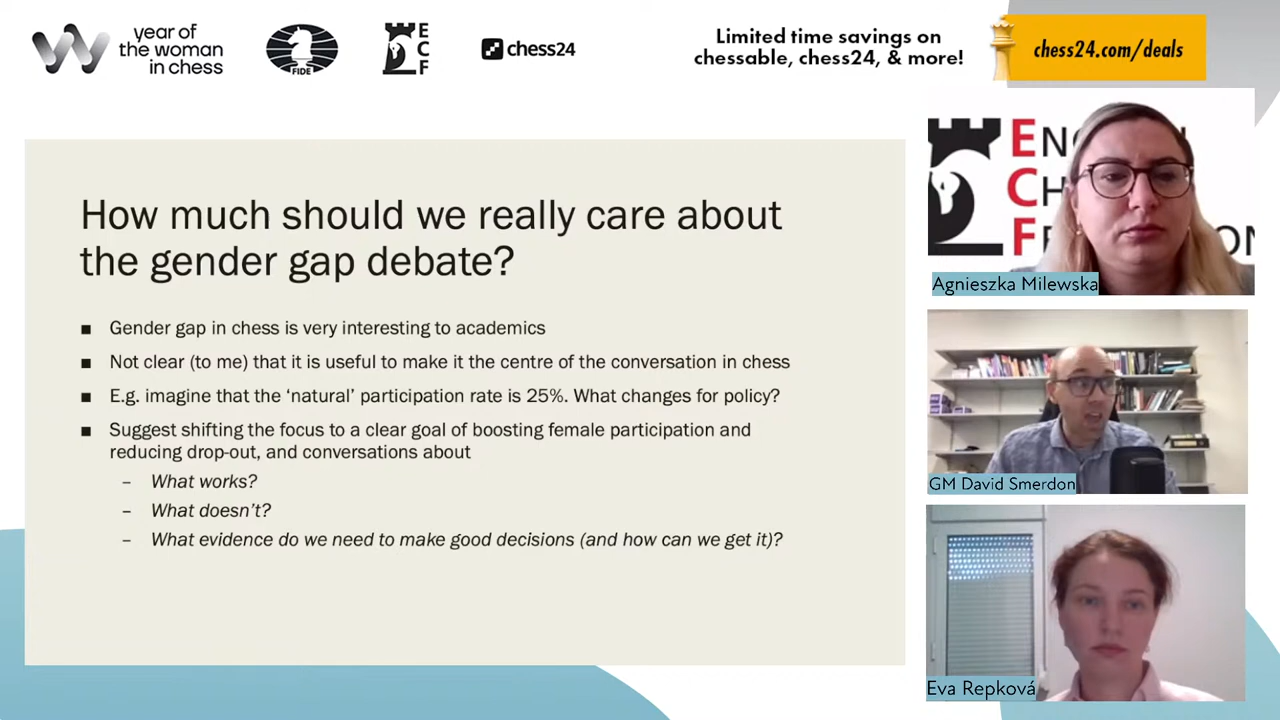 year of
the woman
in chess
FIDE
E
C
F
chess24
Limited time savings on
chessable, chess24, & more!
chess24.com/deals
How much should we really care about
the gender gap debate?
■ Gender gap in chess is very interesting to academics
■ Not clear (to me) that it is useful to make it the centre of the conversation in chess
■ E.g. imagine that the ‘natural’ participation rate is 25%. What changes for policy?
■ Suggest shifting the focus to a clear goal of boosting female participation and
reducing drop-out, and conversations about
– What works?
– What doesn’t?
– What evidence do we need to make good decisions (and how can we get it)?
E
C
F
Agnieszka Milewska
GM David Smerdon
Eva Repková